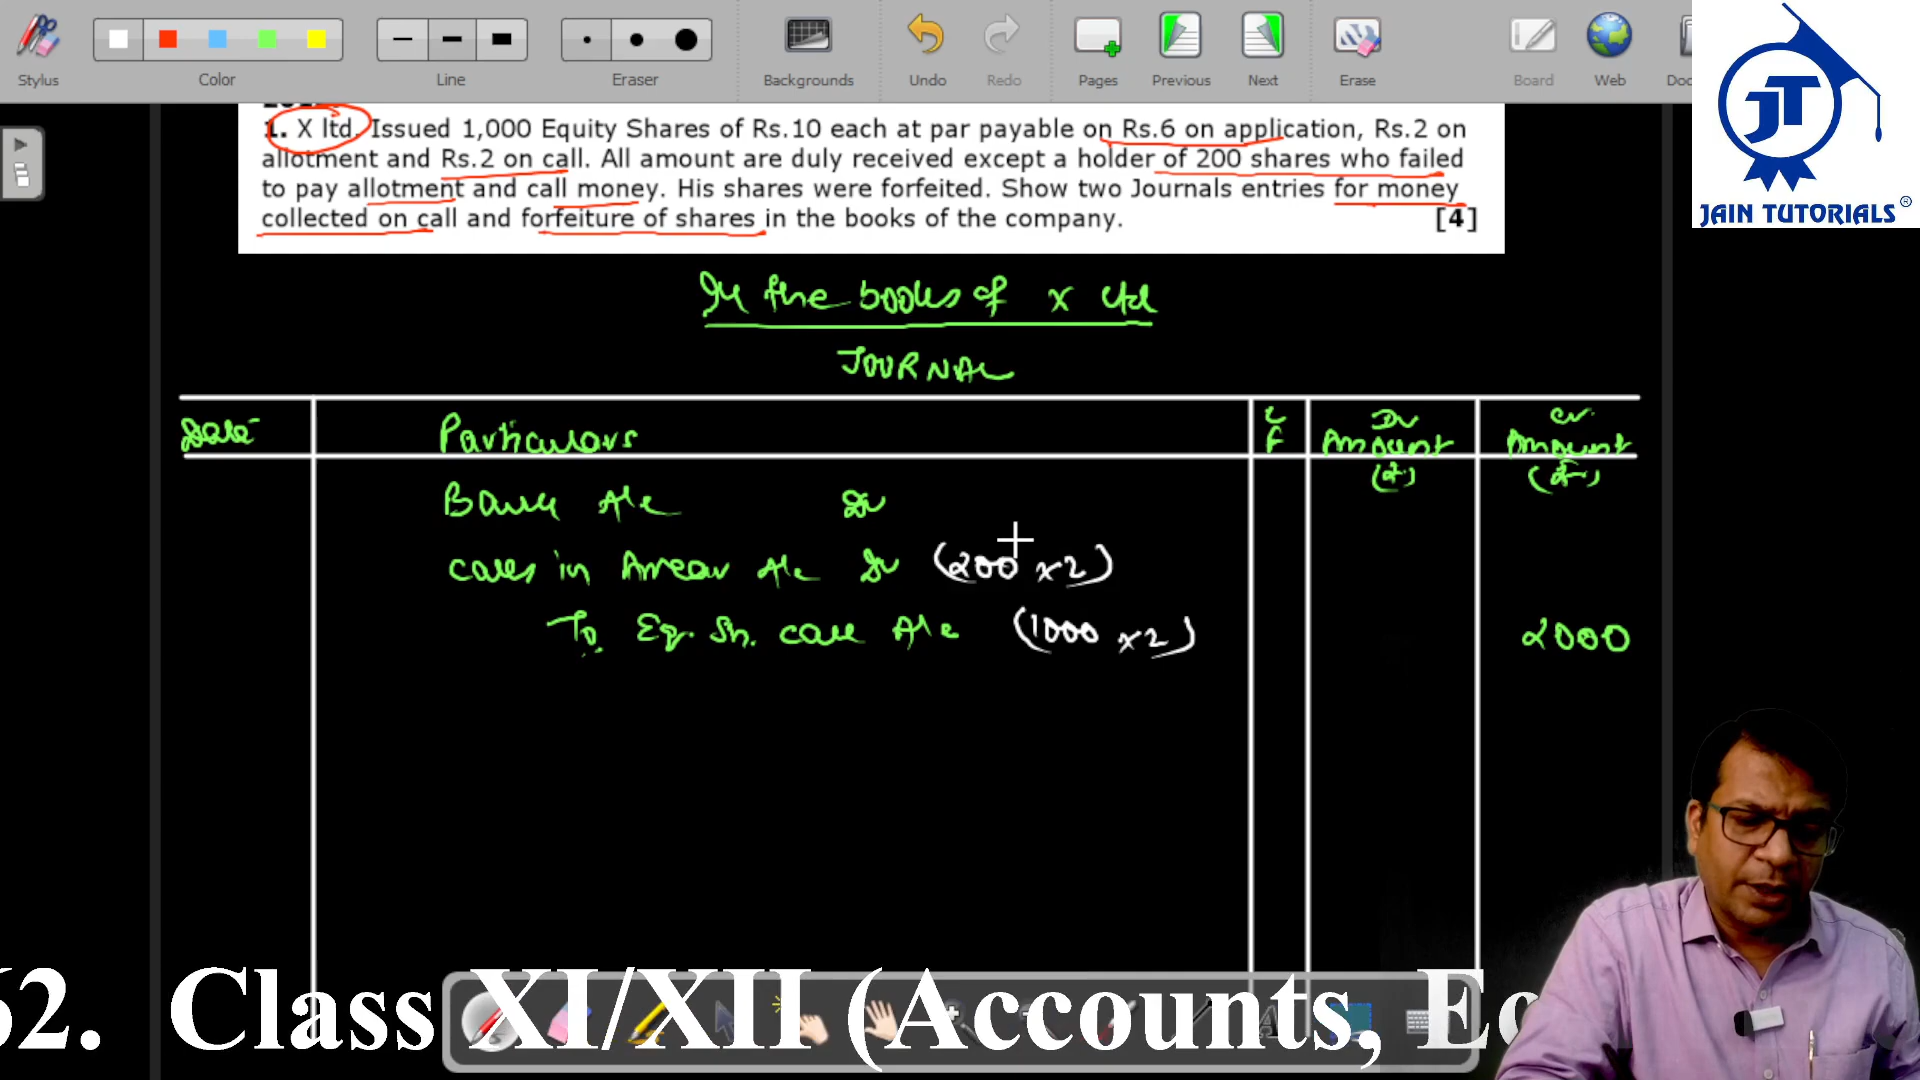 Stylus Color Line Eraser Backgrounds Undo Redo Pages Previous Next Erase Board Web
JT
JAIN TUTORIALS®
1. X ltd. Issued 1,000 Equity Shares of Rs.10 each at par payable on Rs.6 on application, Rs.2 on
allotment and Rs.2 on call. All amount are duly received except a holder of 200 shares who failed
to pay allotment and call money. His shares were forfeited. Show two Journals entries for money
collected on call and forfeiture of shares in the books of the company. [4]
In the books of X Ltd
JOURNAL
Date Particulars L F Dr Amount (₹) Cr Amount (₹)
Bank A/c Dr
Calls in Arrear A/c Dr (200 x2)
To Eq. Sh. call A/c (1000 x2) 2000
62. Class XI/XII (Accounts, Ec